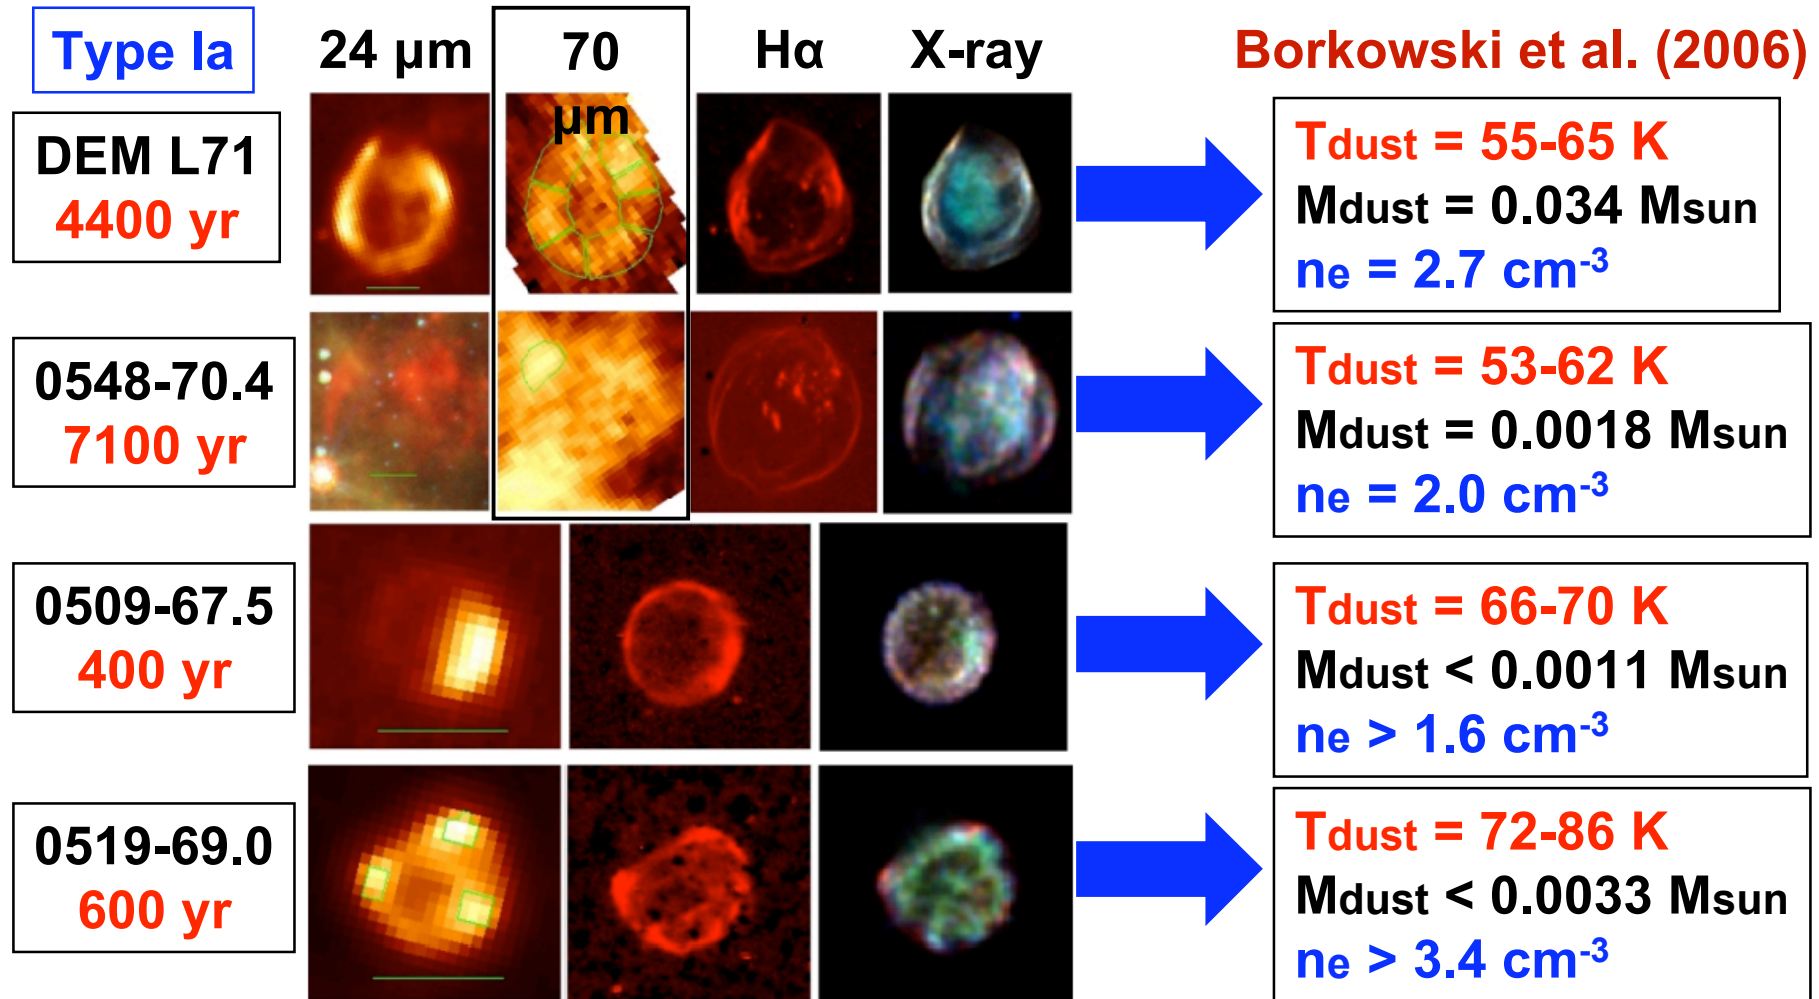 Type Ia
24 μm
70
μm
Hα
X-ray
Borkowski et al. (2006)
DEM L71
4400 yr
Tdust = 55-65 K
Mdust = 0.034 Msun
ne = 2.7 cm-3
0548-70.4
7100 yr
Tdust = 53-62 K
Mdust = 0.0018 Msun
ne = 2.0 cm-3
0509-67.5
400 yr
Tdust = 66-70 K
Mdust < 0.0011 Msun
ne > 1.6 cm-3
0519-69.0
600 yr
Tdust = 72-86 K
Mdust < 0.0033 Msun
ne > 3.4 cm-3